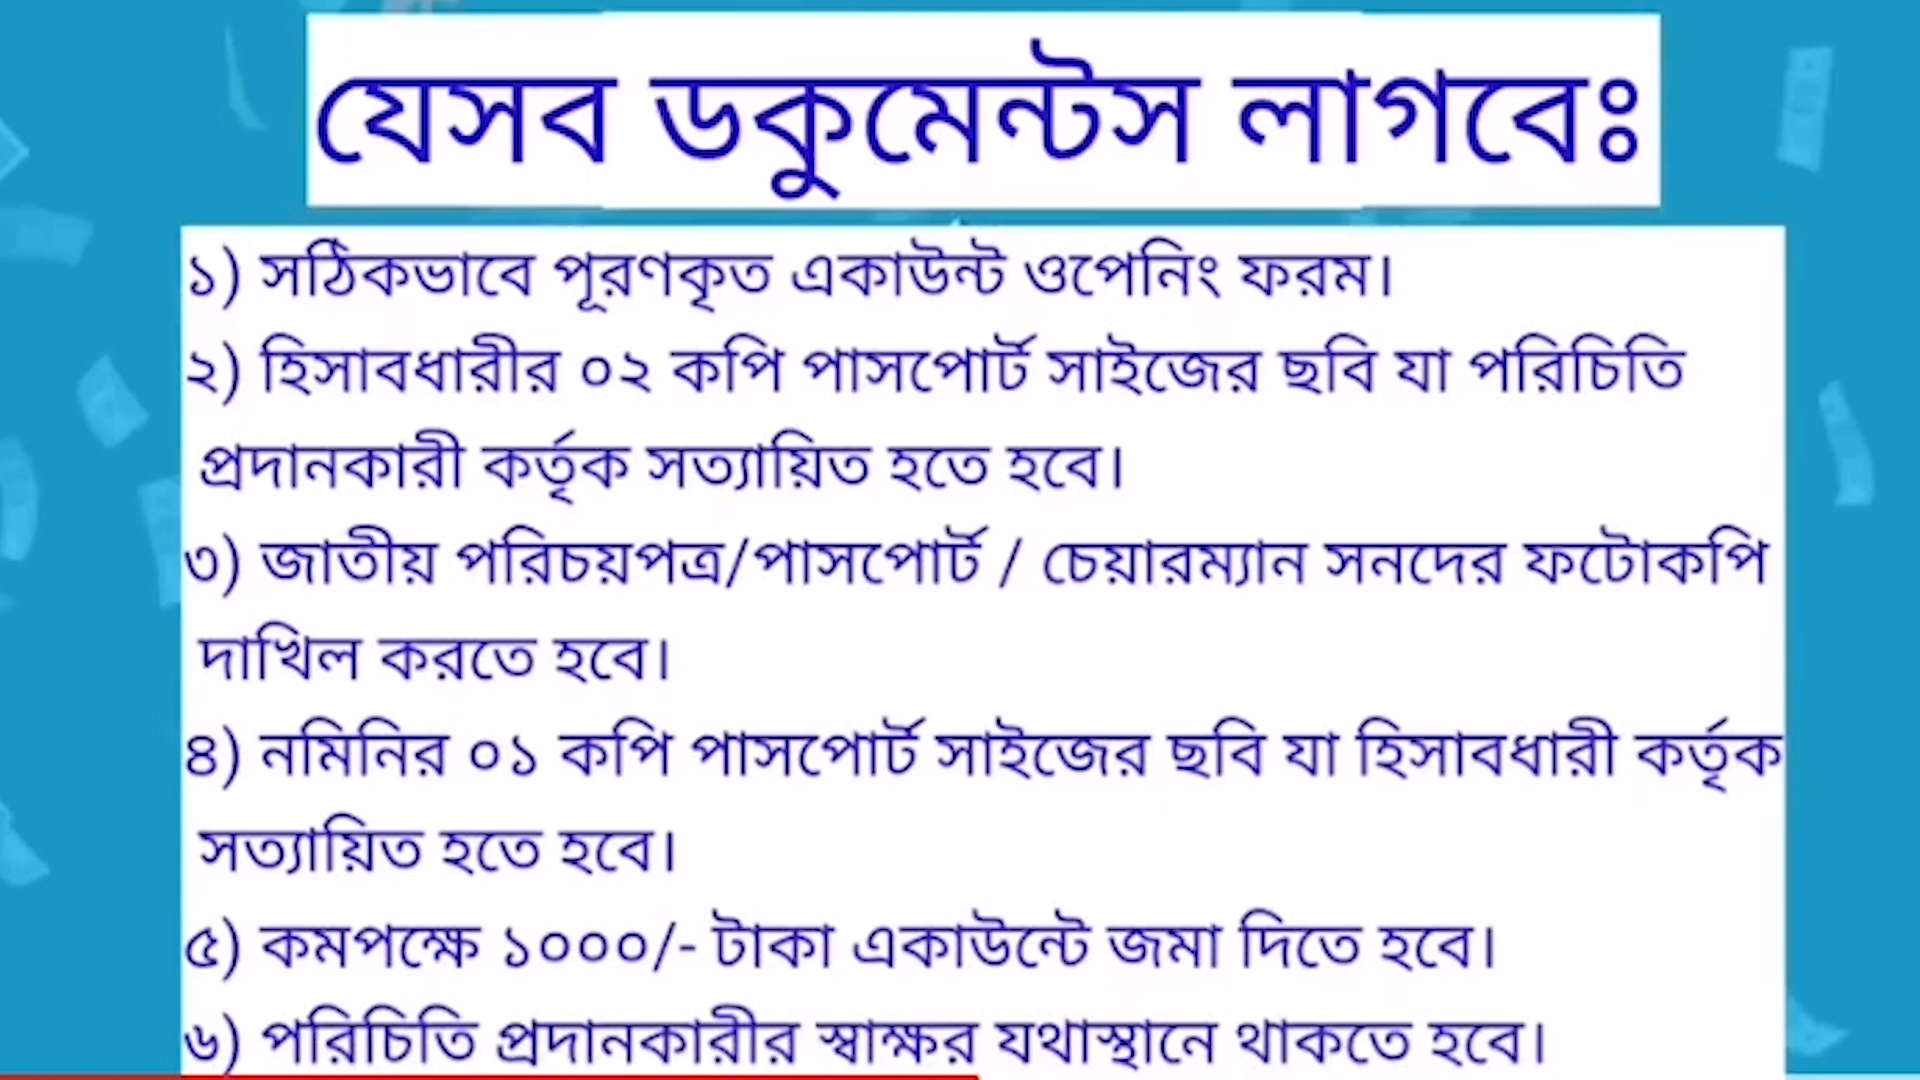 যেসব ডকুমেন্টস লাগবেঃ
১) সঠিকভাবে পূরণকৃত একাউন্ট ওপেনিং ফরম।
২) হিসাবধারীর ০২ কপি পাসপোর্ট সাইজের ছবি যা পরিচিতি
প্রদানকারী কর্তৃক সত্যায়িত হতে হবে।
৩) জাতীয় পরিচয়পত্র/পাসপোর্ট / চেয়ারম্যান সনদের ফটোকপি
দাখিল করতে হবে।
৪) নমিনির ০১ কপি পাসপোর্ট সাইজের ছবি যা হিসাবধারী কর্তৃক
সত্যায়িত হতে হবে।
৫) কমপক্ষে ১০০০/- টাকা একাউন্টে জমা দিতে হবে।
৬) পরিচিতি প্রদানকারীর স্বাক্ষর যথাস্থানে থাকতে হবে।